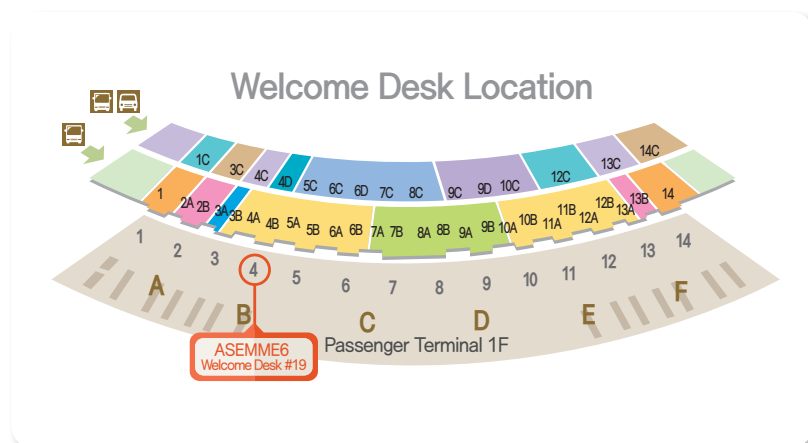 Welcome Desk Location
1C
3C
4C
4D
5C
6C
6D
7C
8C
9C
9D
10C
12C
13C
14C
1
2A
2B
3A
3B
4A
4B
5A
5B
6A
6B
7A
7B
8A
8B
9A
9B
10A
10B
11A
11B
12A
12B
13A
13B
14
1
2
3
4
5
6
7
8
9
10
11
12
13
14
A
B
C
D
E
F
ASEMME6
Welcome Desk #19
Passenger Terminal 1F